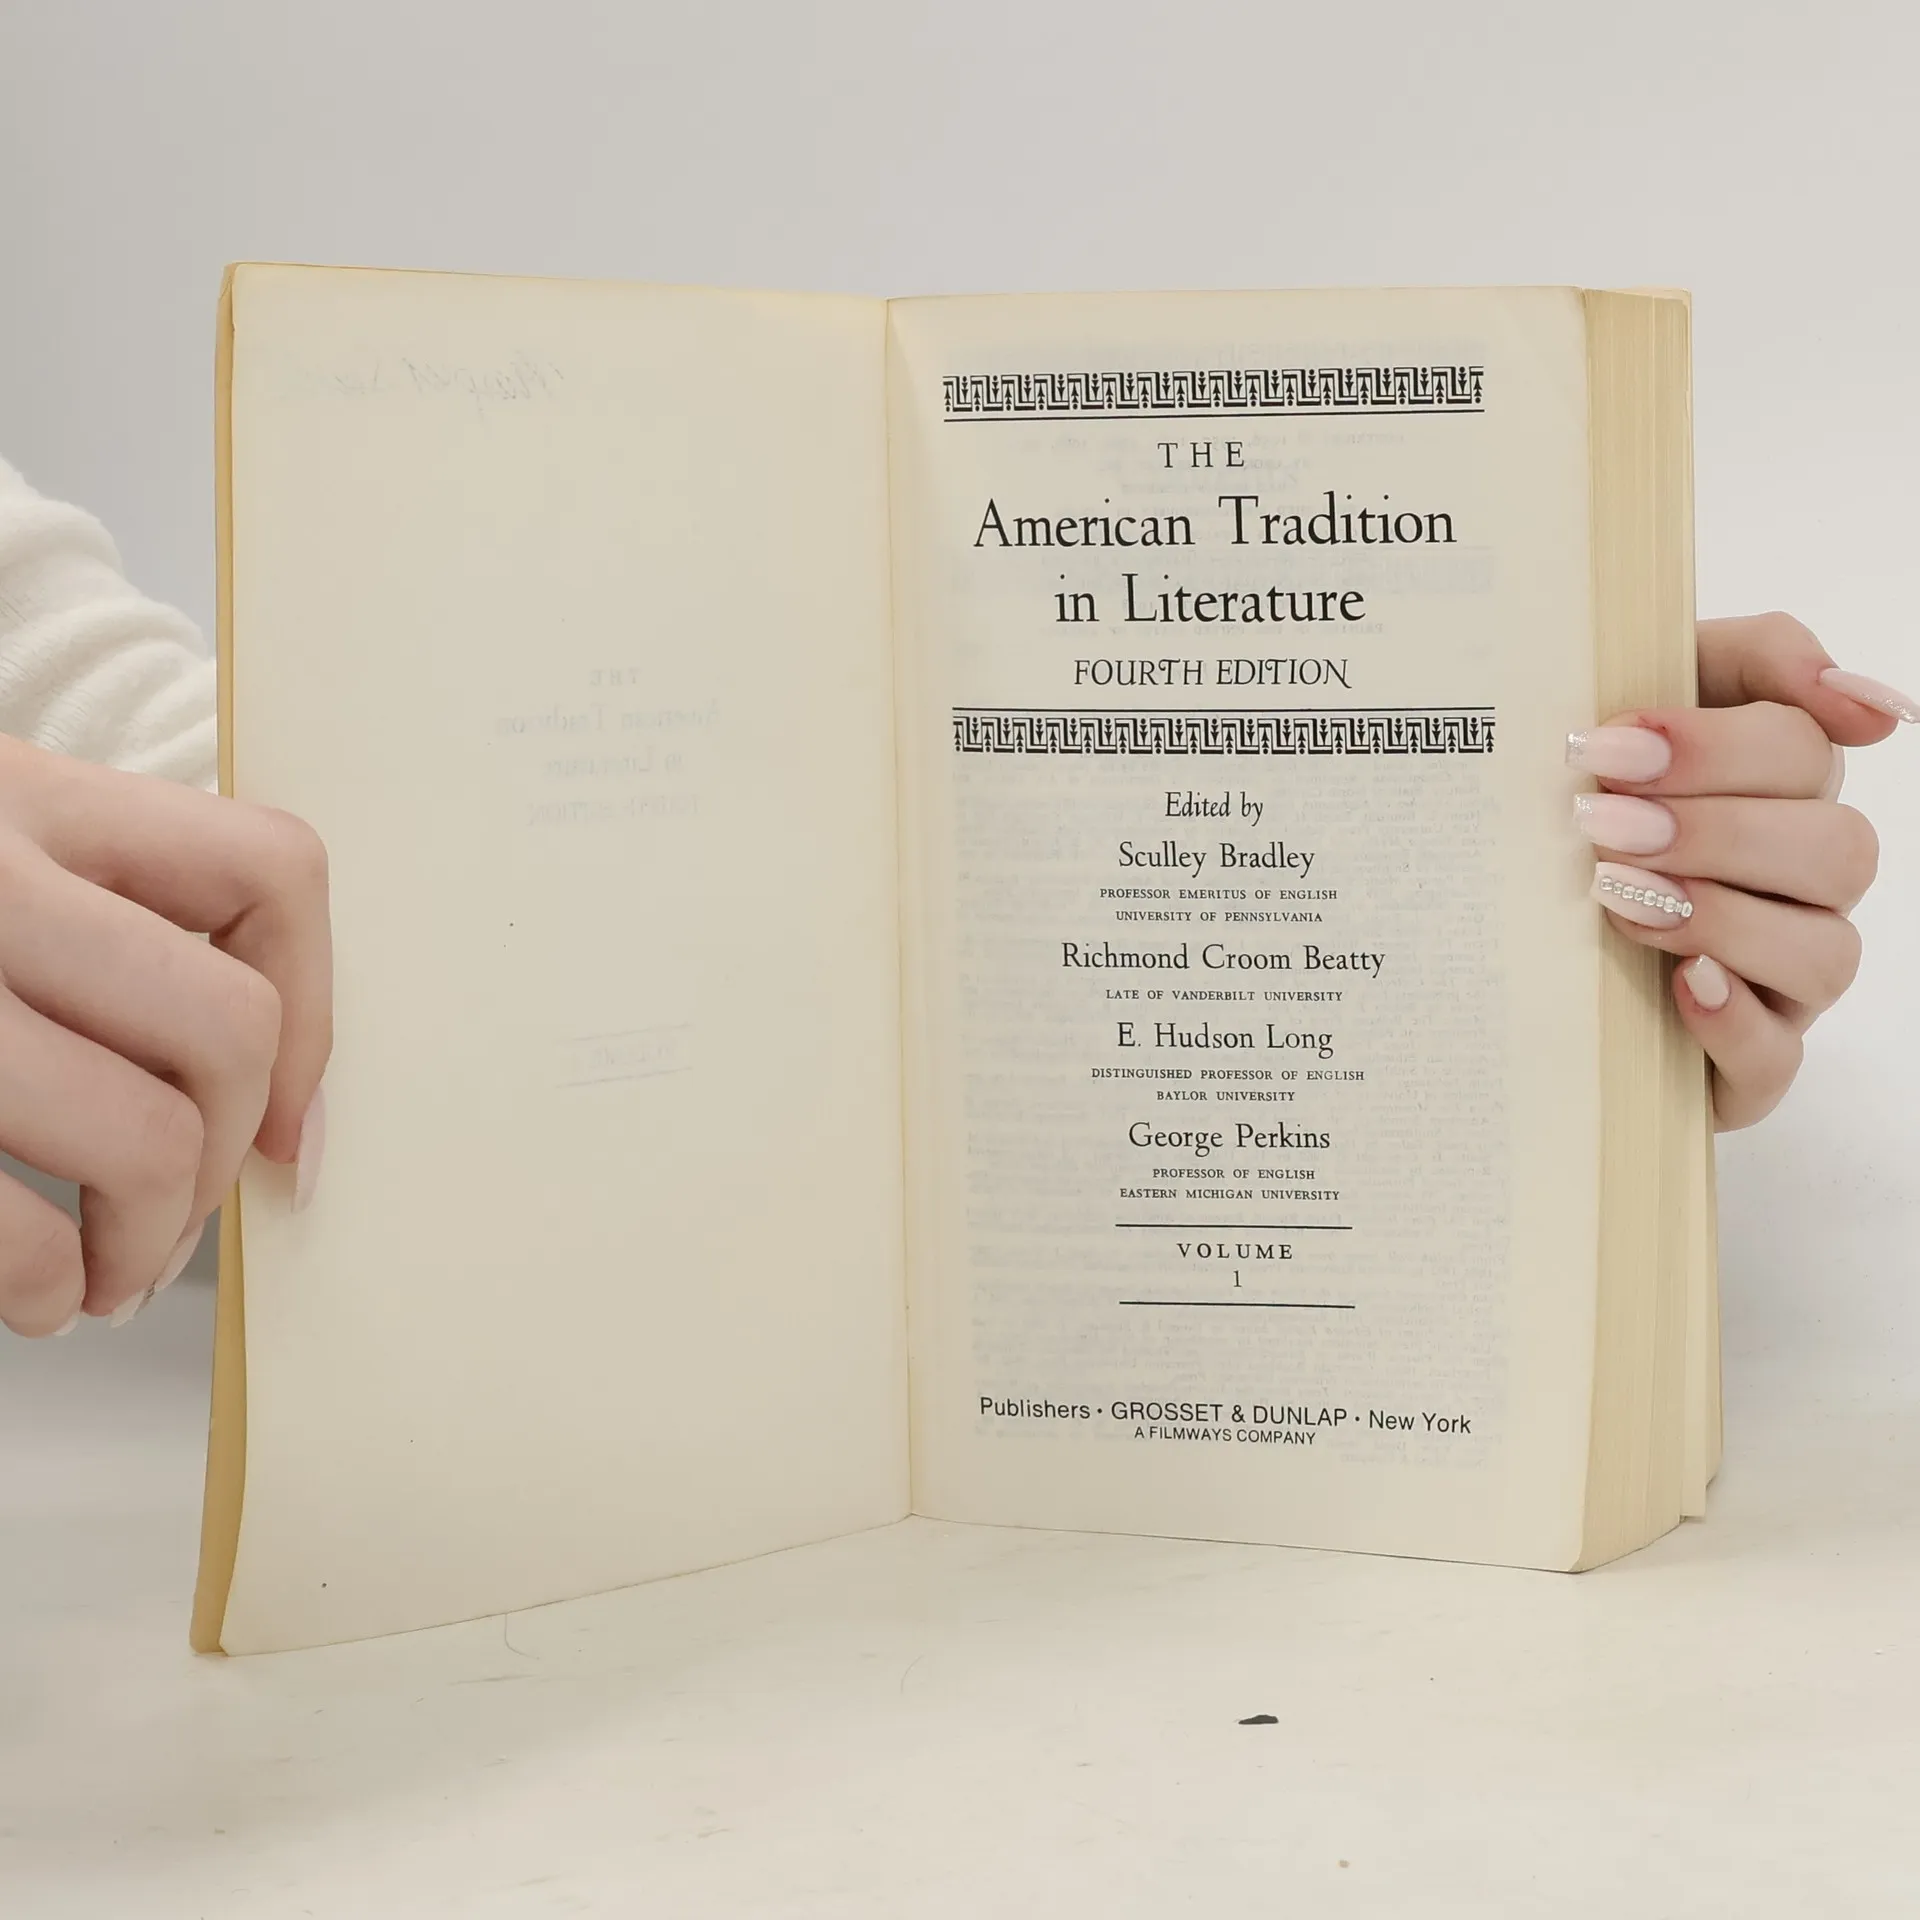 THE
American Tradition
in Literature
FOURTH EDITION
Edited by
Sculley Bradley
PROFESSOR EMERITUS OF ENGLISH
UNIVERSITY OF PENNSYLVANIA
Richmond Croom Beatty
LATE OF VANDERBILT UNIVERSITY
E. Hudson Long
DISTINGUISHED PROFESSOR OF ENGLISH
BAYLOR UNIVERSITY
George Perkins
PROFESSOR OF ENGLISH
EASTERN MICHIGAN UNIVERSITY
VOLUME
1
Publishers • GROSSET & DUNLAP • New York
A FILMWAYS COMPANY